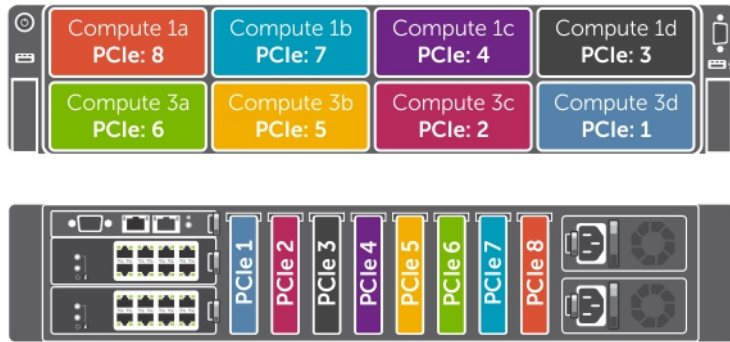 Compute 1a
PCIe: 8
Compute 1b
PCIe: 7
Compute 1c
PCIe: 4
Compute 1d
PCIe: 3
Compute 3a
PCIe: 6
Compute 3b
PCIe: 5
Compute 3c
PCIe: 2
Compute 3d
PCIe: 1
PCIe 1
PCIe 2
PCIe 3
PCIe 4
PCIe 5
PCIe 6
PCIe 7
PCIe 8